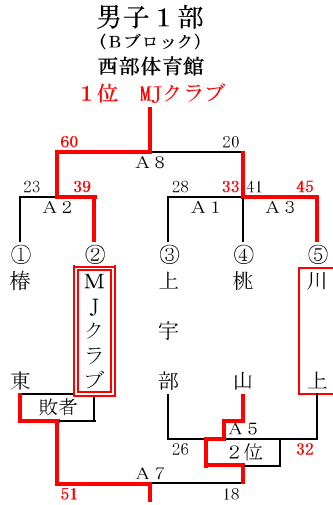 男子１部
（Ｂブロック）
西部体育館
１位　MJクラブ
60 20
Ａ８
23 39 28 33 41 45
Ａ２ Ａ１ Ａ３
① ② ③ ④ ⑤
椿東
ＭＪクラブ
上宇部
桃山
川上
敗者
Ａ５
26 ２位 32
Ａ７
51 18